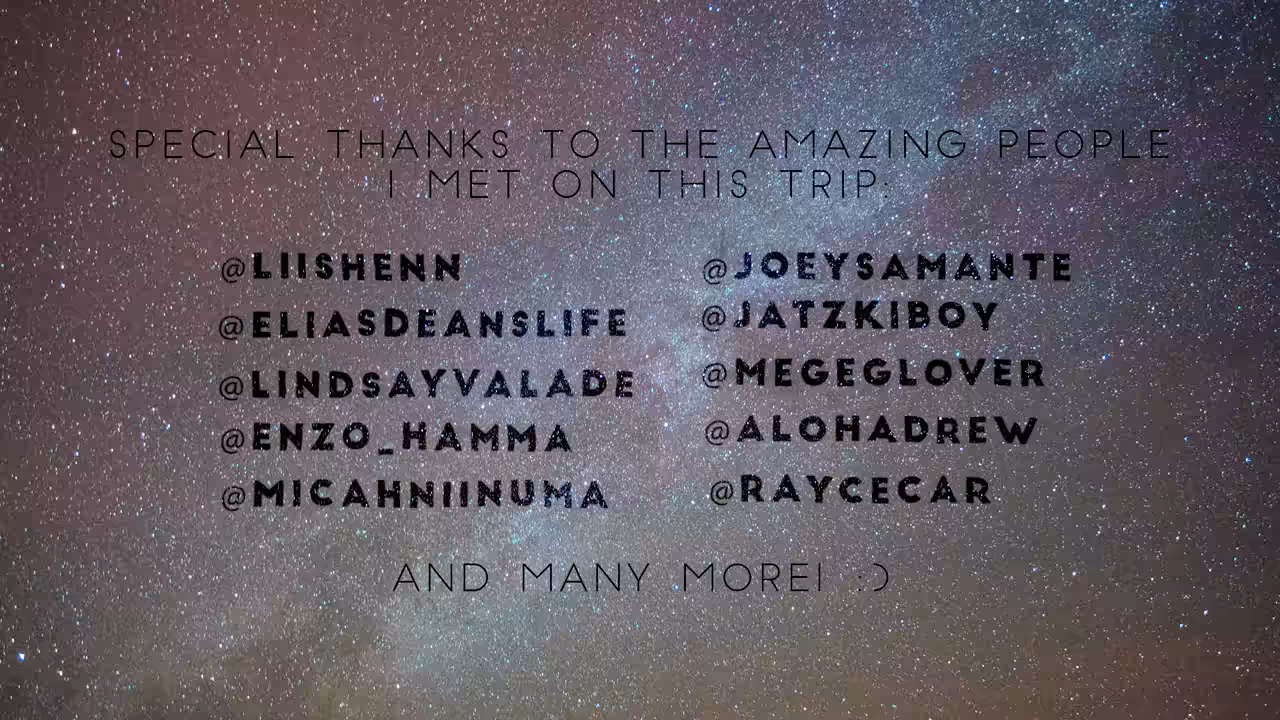 SPECIAL THANKS TO THE AMAZING PEOPLE
I MET ON THIS TRIP:
@LIISHENN
@ELIASDEANSLIFE
@LINDSAYVALADE
@ENZO_HAMMA
@MICAHNIINUMA
@JOEYSAMANTE
@JATZKIBOY
@MEGEGLOVER
@ALOHADREW
@RAYCECAR
AND MANY MORE! :)